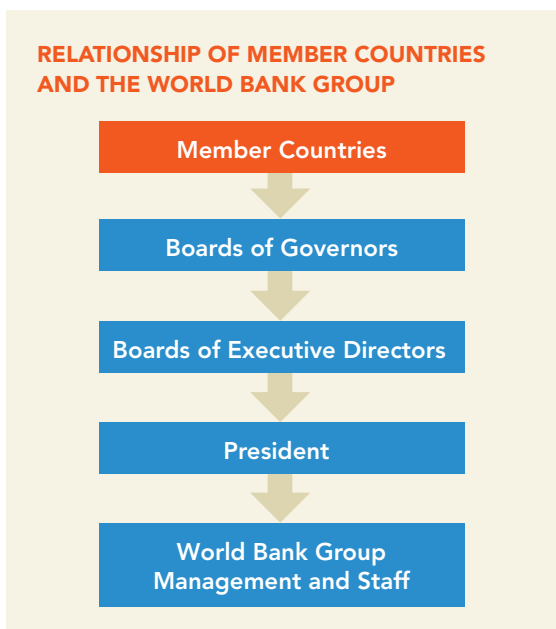 RELATIONSHIP OF MEMBER COUNTRIES
AND THE WORLD BANK GROUP
Member Countries
Boards of Governors
Boards of Executive Directors
President
World Bank Group
Management and Staff